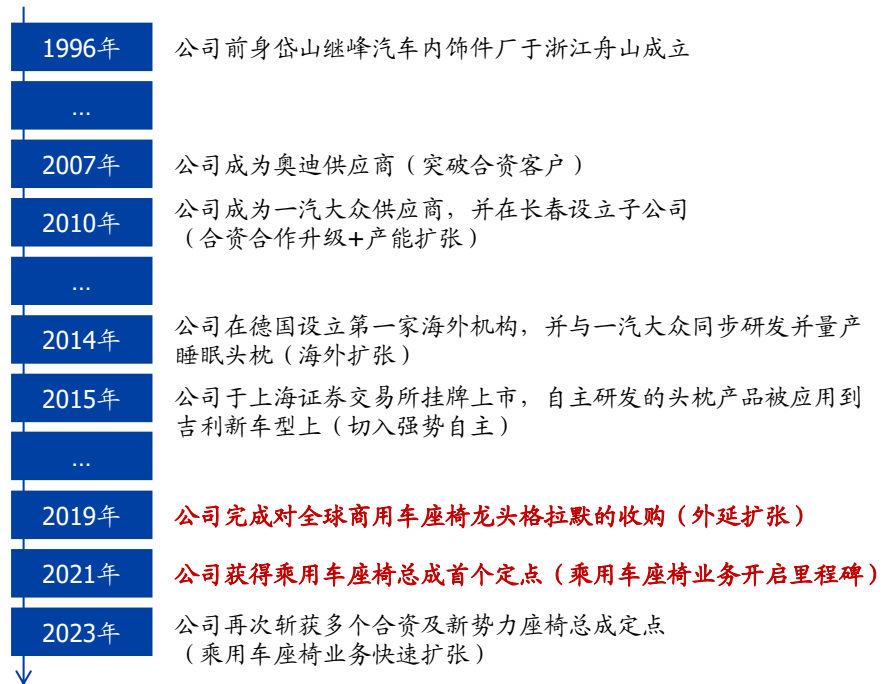 1996年
公司前身岱山继峰汽车内饰件厂于浙江舟山成立
…
2007年
公司成为奥迪供应商（突破合资客户）
2010年
公司成为一汽大众供应商，并在长春设立子公司
（合资合作升级+产能扩张）
…
2014年
公司在德国设立第一家海外机构，并与一汽大众同步研发并量产
睡眠头枕（海外扩张）
2015年
公司于上海证券交易所挂牌上市，自主研发的头枕产品被应用到
吉利新车型上（切入强势自主）
…
2019年
公司完成对全球商用车座椅龙头格拉默的收购（外延扩张）
2021年
公司获得乘用车座椅总成首个定点（乘用车座椅业务开启里程碑）
2023年
公司再次斩获多个合资及新势力座椅总成定点
（乘用车座椅业务快速扩张）